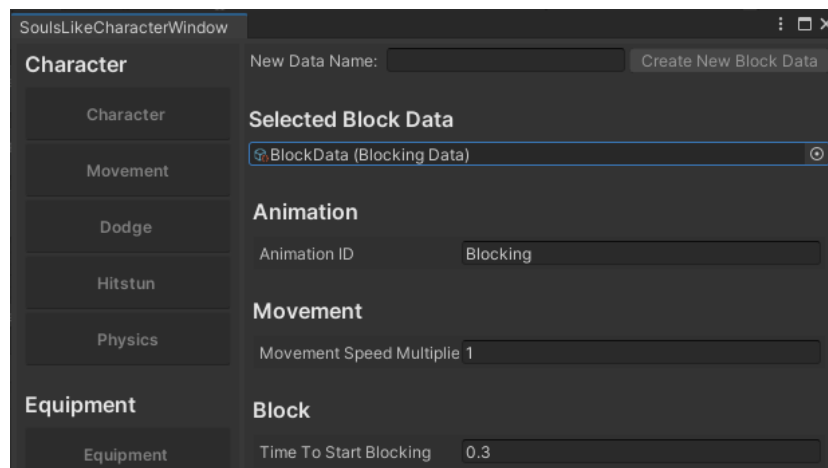 SoulsLikeCharacterWindow
Character
Character
Movement
Dodge
Hitstun
Physics
Equipment
Equipment
New Data Name:
Create New Block Data
Selected Block Data
BlockData (Blocking Data)
Animation
Animation ID Blocking
Movement
Movement Speed Multiplie 1
Block
Time To Start Blocking 0.3